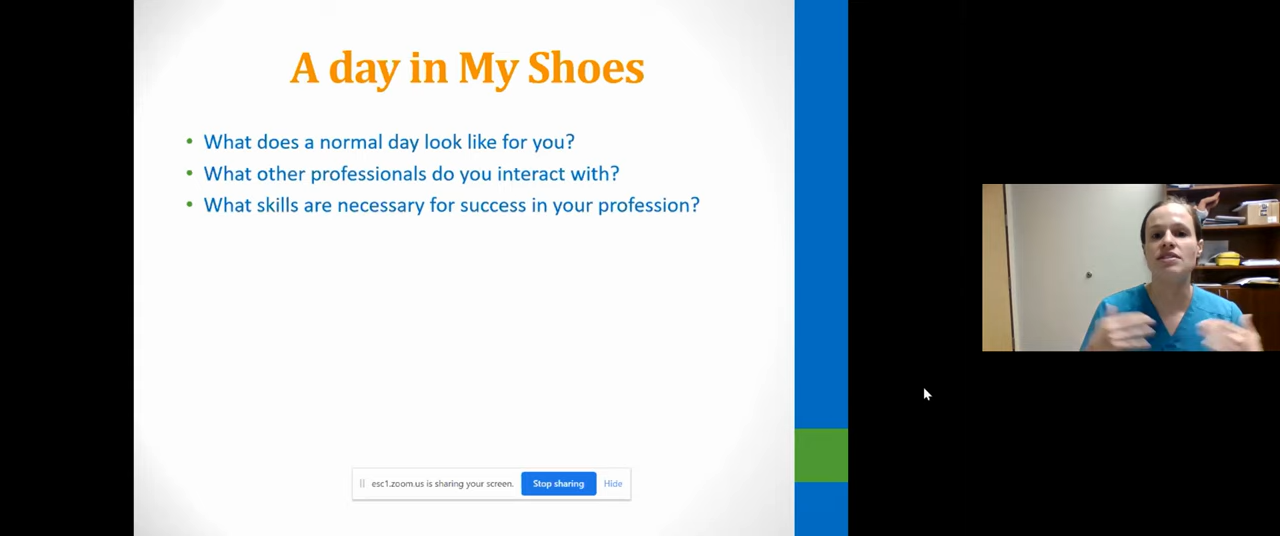 A day in My Shoes
• What does a normal day look like for you?
• What other professionals do you interact with?
• What skills are necessary for success in your profession?
esc1.zoom.us is sharing your screen. Stop sharing Hide